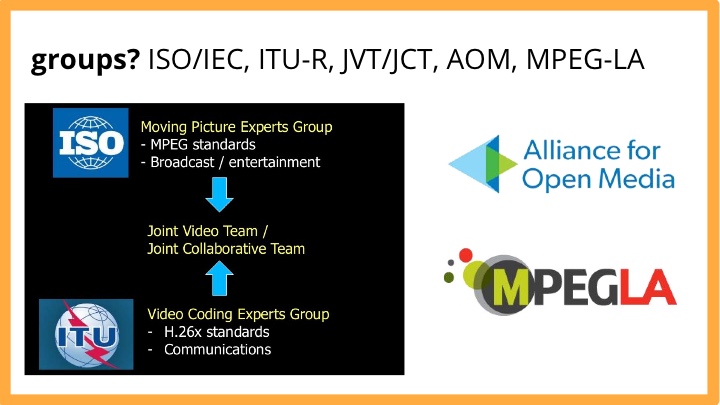 groups? ISO/IEC, ITU-R, JVT/JCT, AOM, MPEG-LA
ISO
Moving Picture Experts Group
- MPEG standards
- Broadcast / entertainment
Joint Video Team /
Joint Collaborative Team
ITU
Video Coding Experts Group
- H.26x standards
- Communications
Alliance for
Open Media
MPEGLA